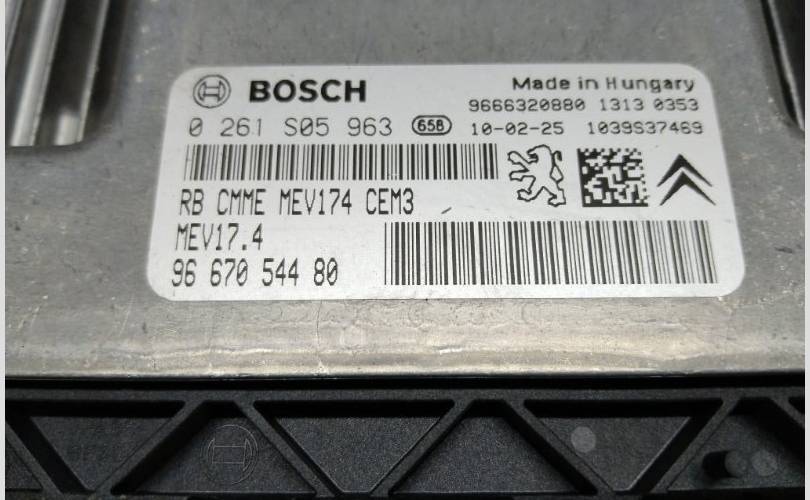 BOSCH
Made in Hungary
9666320880 1313 0353
0 261 S05 963 65B 10-02-25 1039S37469
RB CMME MEV174 CEM3
MEV17.4
96 670 544 80